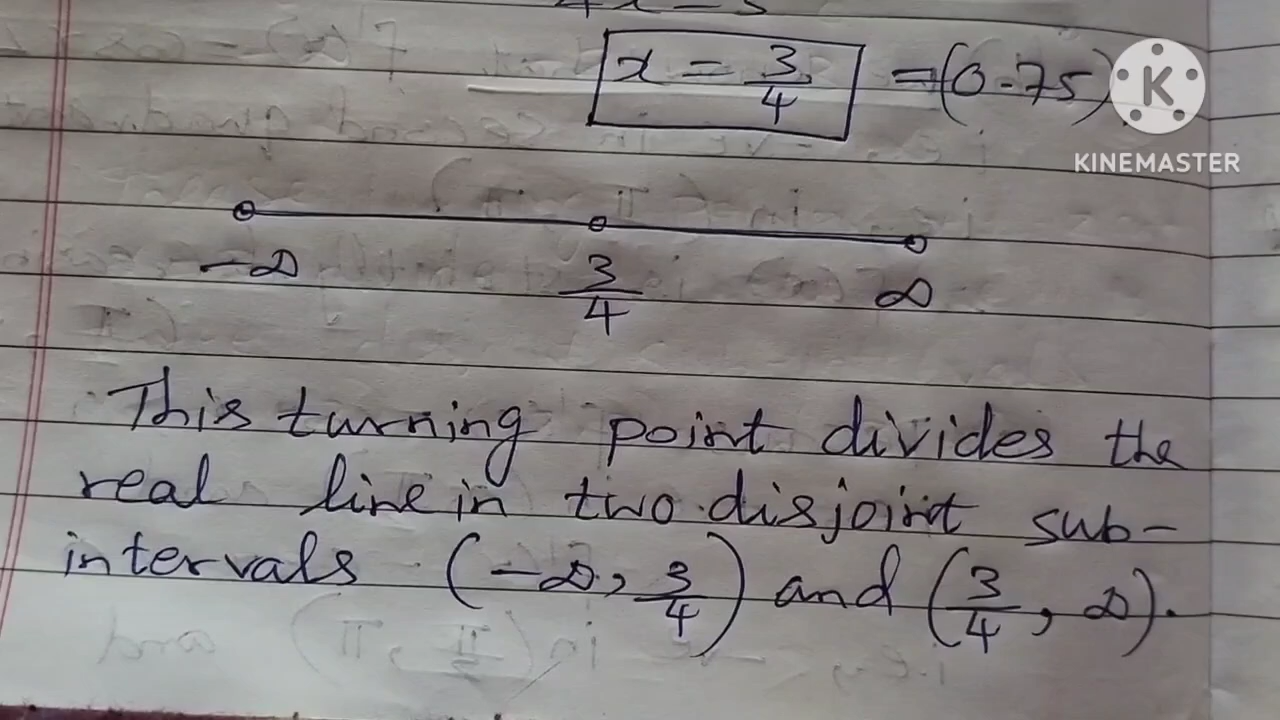 x = 3/4 = (0.75)
K
KINEMASTER
-∞ 3/4 ∞
This turning point divides the
real line in two disjoint sub-
intervals (-∞, 3/4) and (3/4, ∞).